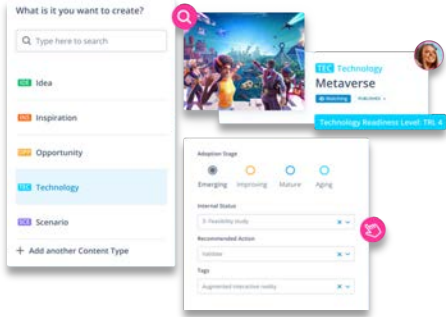 What is it you want to create?
Type here to search
IDE Idea
INS Inspiration
OPP Opportunity
TEC Technology
SCE Scenario
+ Add another Content Type
TEC Technology
Metaverse
Watching PUBLISHED
Technology Readiness Level: TRL 4
Adoption Stage
Emerging Improving Mature Aging
Internal Status
3- Feasibility study
Recommended Action
Validate
Tags
Augmented interactive reality